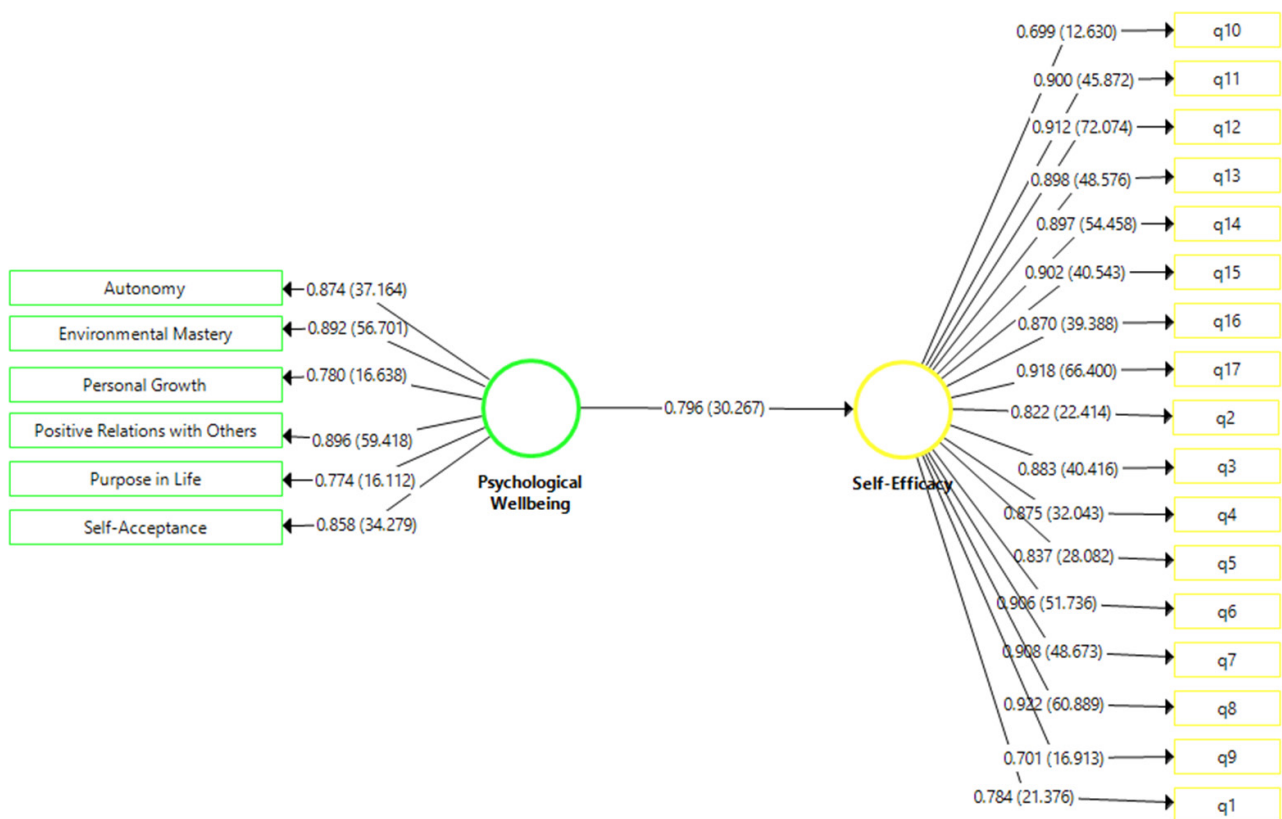 Autonomy
Environmental Mastery
Personal Growth
Positive Relations with Others
Purpose in Life
Self-Acceptance
0.874 (37.164)
0.892 (56.701)
0.780 (16.638)
0.896 (59.418)
0.774 (16.112)
0.858 (34.279)
Psychological
Wellbeing
0.796 (30.267)
Self-Efficacy
0.699 (12.630)
0.900 (45.872)
0.912 (72.074)
0.898 (48.576)
0.897 (54.458)
0.902 (40.543)
0.870 (39.388)
0.918 (66.400)
0.822 (22.414)
0.883 (40.416)
0.875 (32.043)
0.837 (28.082)
0.906 (51.736)
0.908 (48.673)
0.922 (60.889)
0.701 (16.913)
0.784 (21.376)
q10
q11
q12
q13
q14
q15
q16
q17
q2
q3
q4
q5
q6
q7
q8
q9
q1